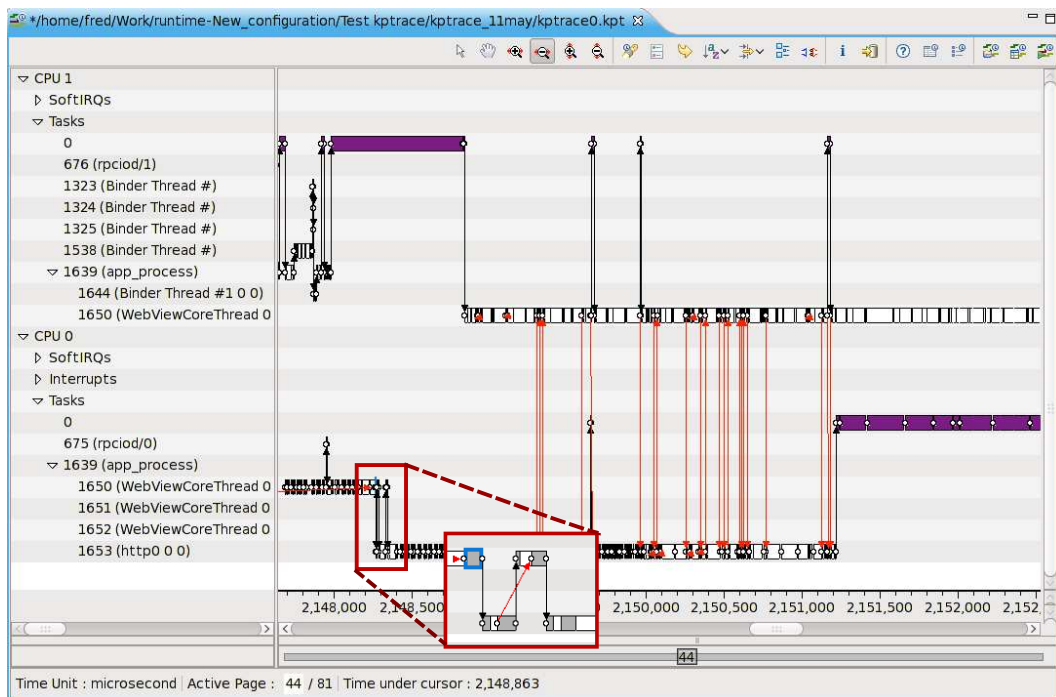 */home/fred/Work/runtime-New_configuration/Test kptrace/kptrace_11may/kptrace0.kpt
CPU 1
SoftIRQs
Tasks
0
676 (rpciod/1)
1323 (Binder Thread #)
1324 (Binder Thread #)
1325 (Binder Thread #)
1538 (Binder Thread #)
1639 (app_process)
1644 (Binder Thread #1 0 0)
1650 (WebViewCoreThread 0
CPU 0
SoftIRQs
Interrupts
Tasks
0
675 (rpciod/0)
1639 (app_process)
1650 (WebViewCoreThread 0
1651 (WebViewCoreThread 0
1652 (WebViewCoreThread 0
1653 (http0 0 0)
2,148,000 2,148,500 2,150,000 2,150,500 2,151,000 2,151,500 2,152,000 2,152,
44
Time Unit : microsecond Active Page : 44 / 81 Time under cursor : 2,148,863